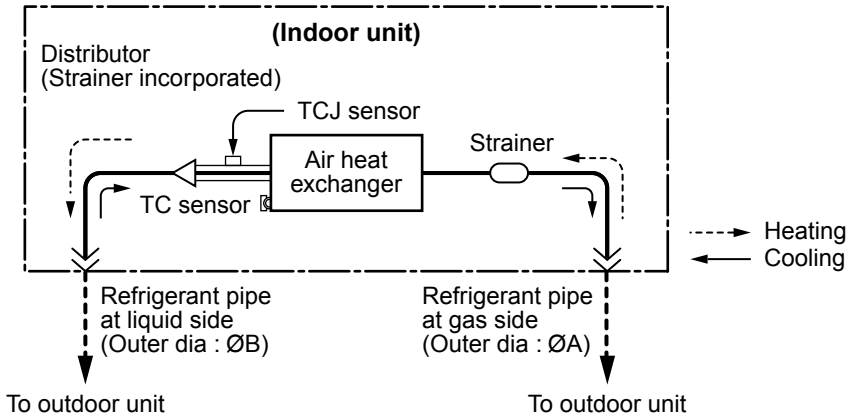 (Indoor unit)
Distributor
(Strainer incorporated)
TCJ sensor
Strainer
Air heat
exchanger
TC sensor
Heating
Cooling
Refrigerant pipe
at liquid side
(Outer dia : ØB)
Refrigerant pipe
at gas side
(Outer dia : ØA)
To outdoor unit
To outdoor unit